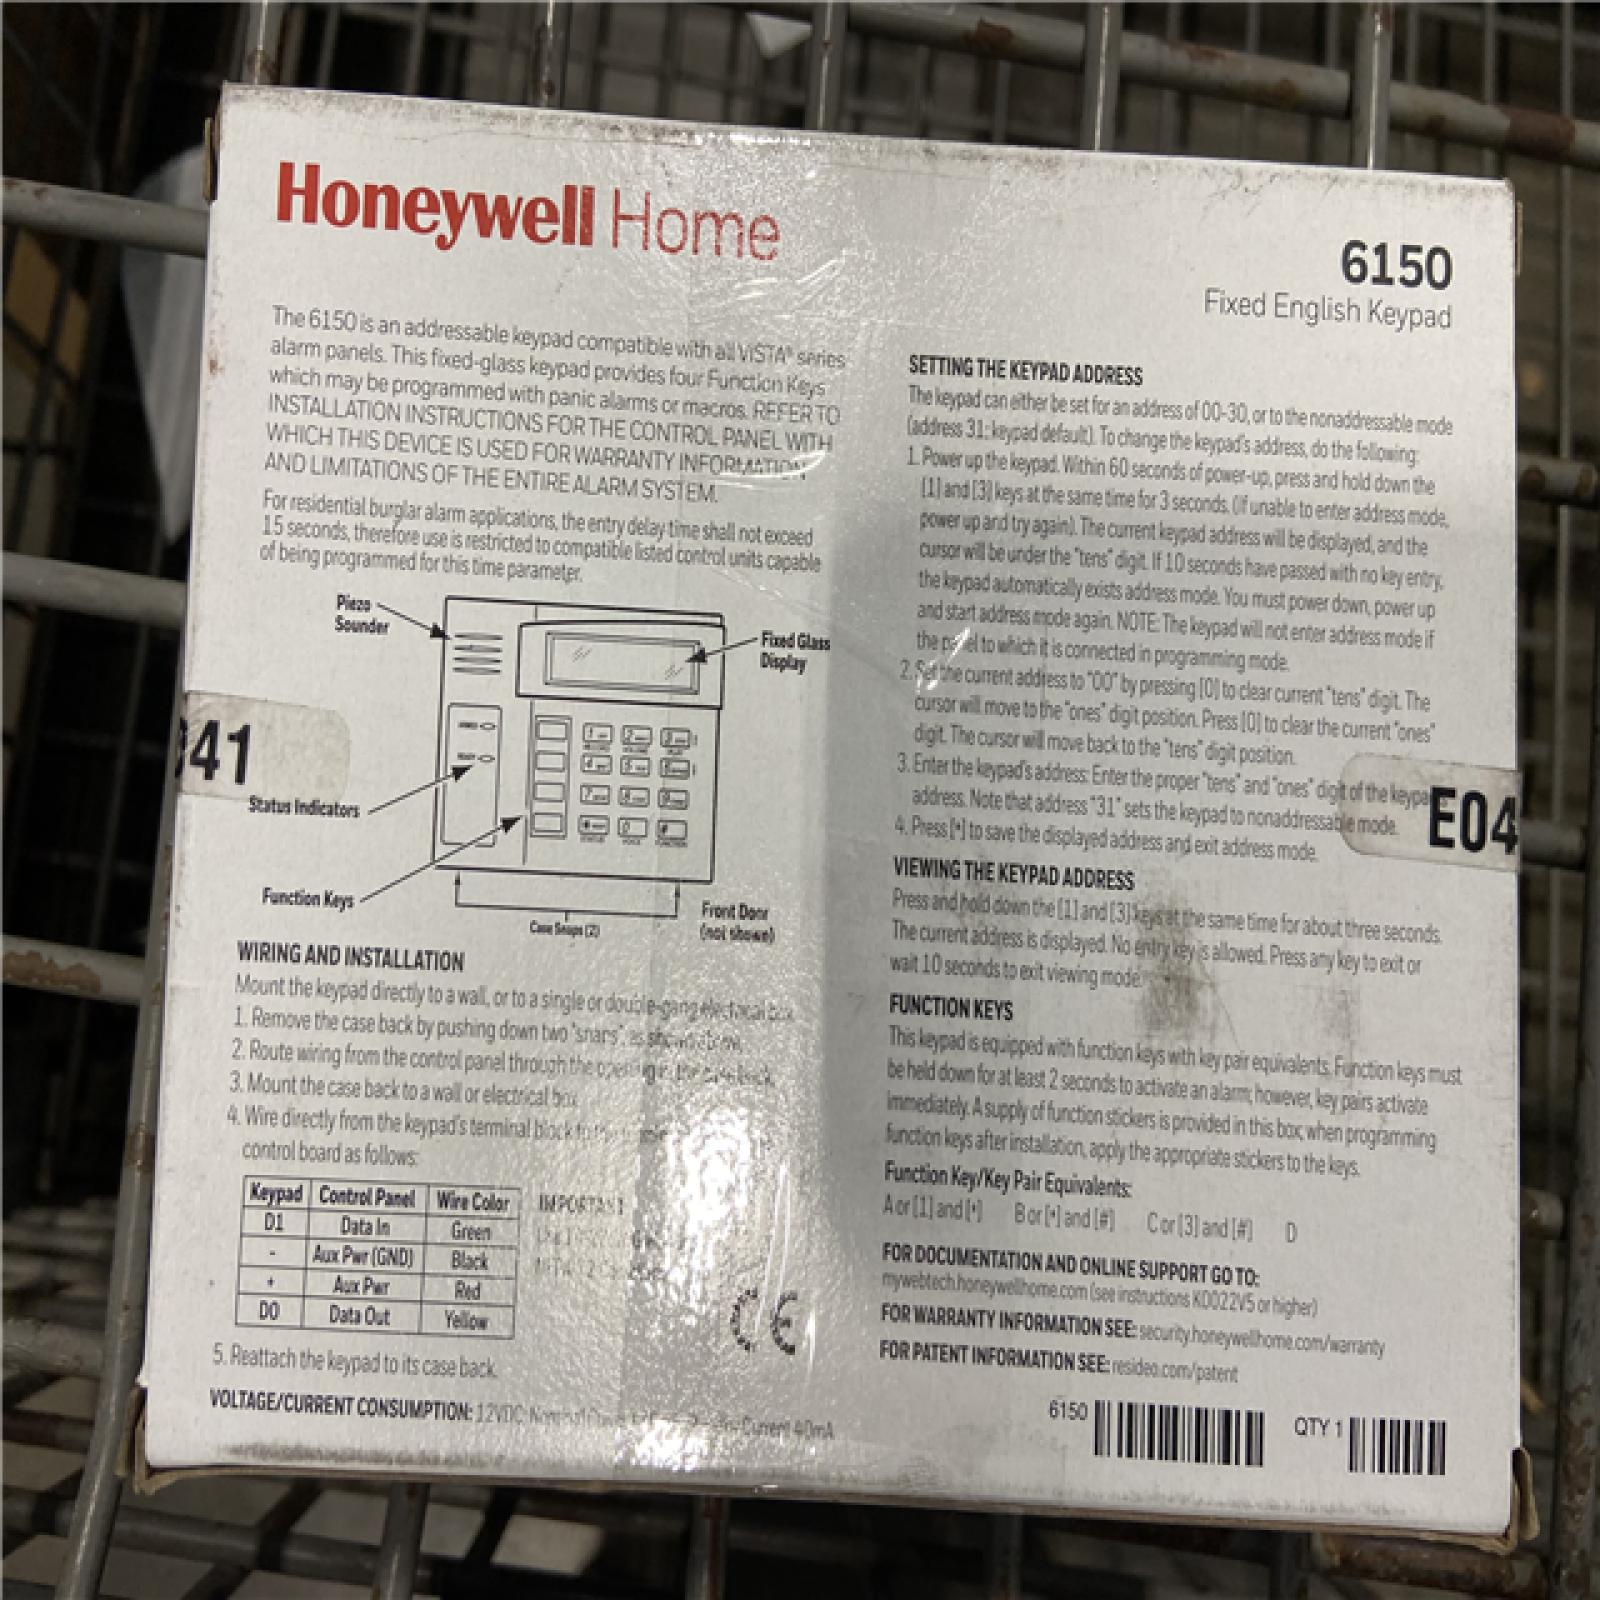 Honeywell Home
6150
Fixed English Keypad
The 6150 is an addressable keypad compatible with all VISTA® series
alarm panels. This fixed-glass keypad provides four Function Keys
which may be programmed with panic alarms or macros. REFER TO
INSTALLATION INSTRUCTIONS FOR THE CONTROL PANEL WITH
WHICH THIS DEVICE IS USED FOR WARRANTY INFORMATION
AND LIMITATIONS OF THE ENTIRE ALARM SYSTEM.
For residential burglar alarm applications, the entry delay time shall not exceed
15 seconds, therefore use is restricted to compatible listed control units capable
of being programmed for this time parameter.
Piezo
Sounder
Fixed Glass
Display
Status Indicators
Function Keys
Case Snaps (2)
Front Door
(not shown)
41
WIRING AND INSTALLATION
Mount the keypad directly to a wall, or to a single or double-gang electrical box.
1. Remove the case back by pushing down two "snaps", as shown above.
2. Route wiring from the control panel through the opening in the case back.
3. Mount the case back to a wall or electrical box
4. Wire directly from the keypad's terminal block to the
control board as follows:
Keypad Control Panel Wire Color
D1 Data In Green
- Aux Pwr (GND) Black
+ Aux Pwr Red
D0 Data Out Yellow
IMPORTANT
CE
5. Reattach the keypad to its case back.
VOLTAGE/CURRENT CONSUMPTION: 12VDC; Current 40mA
SETTING THE KEYPAD ADDRESS
The keypad can either be set for an address of 00-30, or to the nonaddressable mode
(address 31; keypad default). To change the keypad's address, do the following:
1. Power up the keypad. Within 60 seconds of power-up, press and hold down the
[1] and [3] keys at the same time for 3 seconds. (If unable to enter address mode,
power up and try again). The current keypad address will be displayed, and the
cursor will be under the "tens" digit. If 10 seconds have passed with no key entry,
the keypad automatically exists address mode. You must power down, power up
and start address mode again. NOTE: The keypad will not enter address mode if
the panel to which it is connected in programming mode.
2. Set the current address to "00" by pressing [0] to clear current "tens" digit. The
cursor will move to the "ones" digit position. Press [0] to clear the current "ones"
digit. The cursor will move back to the "tens" digit position.
3. Enter the keypad's address: Enter the proper "tens" and "ones" digit of the keypad
address. Note that address "31" sets the keypad to nonaddressable mode.
4. Press [*] to save the displayed address and exit address mode.
E04
VIEWING THE KEYPAD ADDRESS
Press and hold down the [1] and [3] keys at the same time for about three seconds.
The current address is displayed. No entry key is allowed. Press any key to exit or
wait 10 seconds to exit viewing mode.
FUNCTION KEYS
This keypad is equipped with function keys with key pair equivalents. Function keys must
be held down for at least 2 seconds to activate an alarm; however, key pairs activate
immediately. A supply of function stickers is provided in this box; when programming
function keys after installation, apply the appropriate stickers to the keys.
Function Key/Key Pair Equivalents:
A or [1] and [*] B or [*] and [#] C or [3] and [#] D
FOR DOCUMENTATION AND ONLINE SUPPORT GO TO:
mywebtech.honeywellhome.com (see instructions K0022V5 or higher)
FOR WARRANTY INFORMATION SEE: security.honeywellhome.com/warranty
FOR PATENT INFORMATION SEE: resideo.com/patent
6150
QTY 1